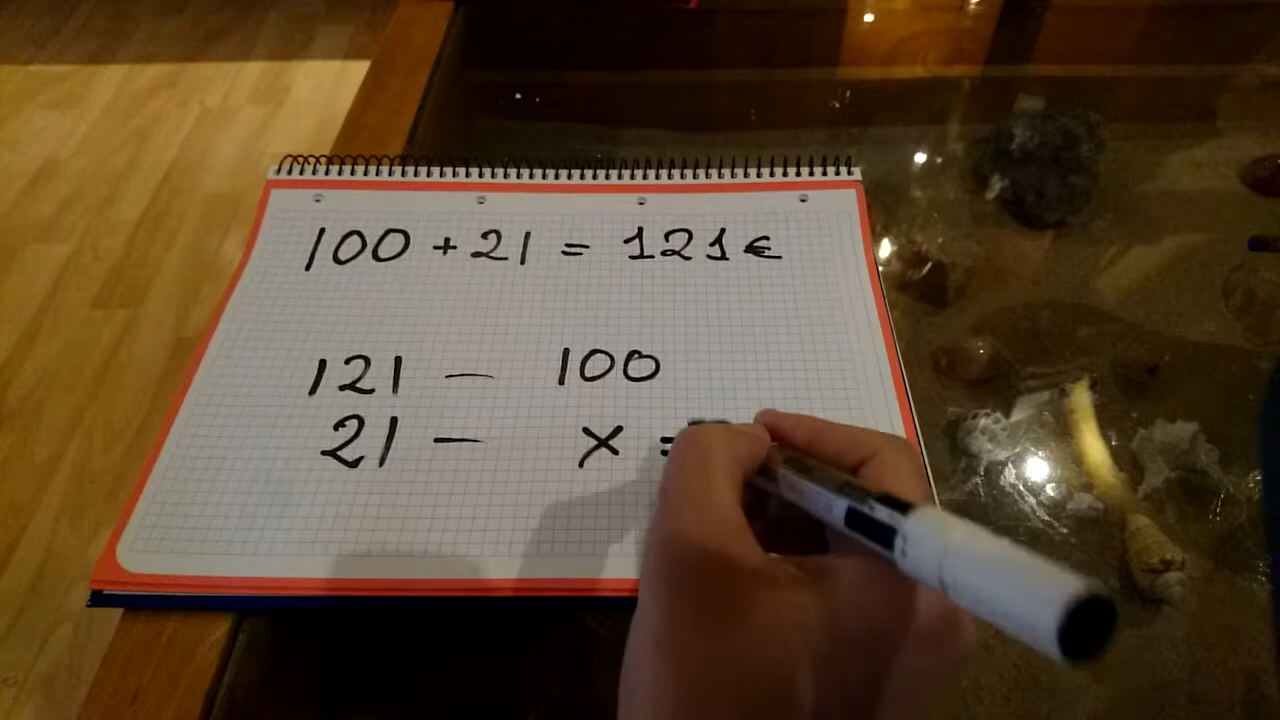 100 + 21 = 121€
121 — 100
21 — x =